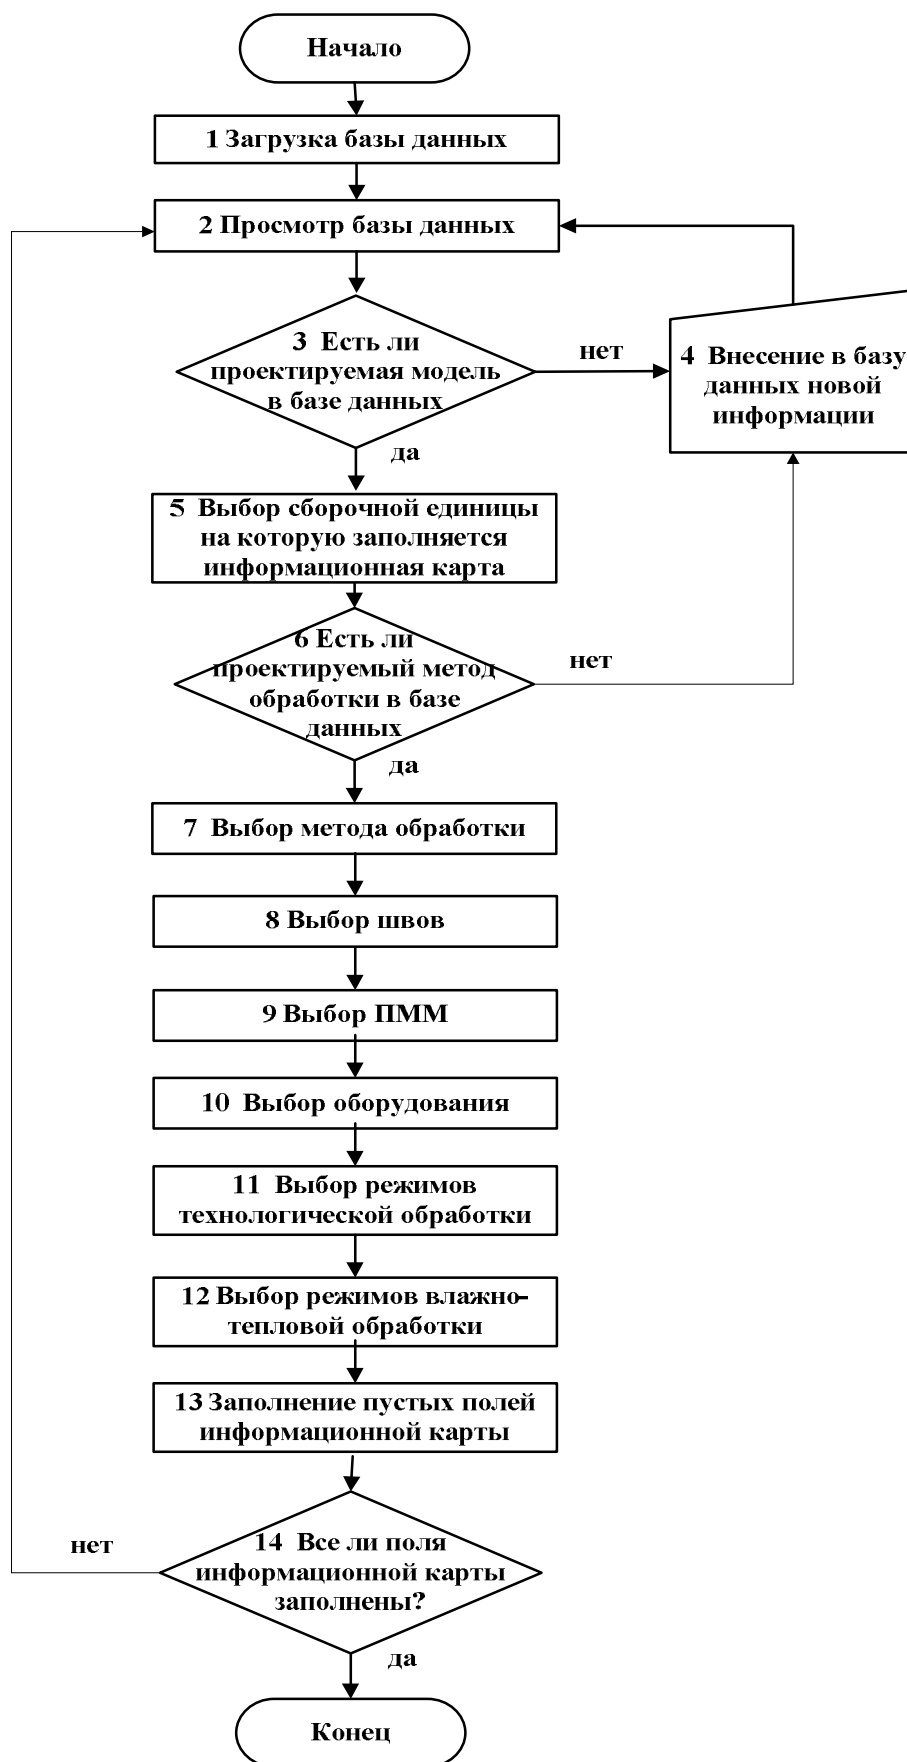 Начало
1 Загрузка базы данных
2 Просмотр базы данных
3 Есть ли
проектируемая модель
в базе данных
нет
4 Внесение в базу
данных новой
информации
да
5 Выбор сборочной единицы
на которую заполняется
информационная карта
6 Есть ли
проектируемый метод
обработки в базе
данных
нет
да
7 Выбор метода обработки
8 Выбор швов
9 Выбор ПММ
10 Выбор оборудования
11 Выбор режимов
технологической обработки
12 Выбор режимов влажно-
тепловой обработки
13 Заполнение пустых полей
информационной карты
14 Все ли поля
информационной карты
заполнены?
нет
да
Конец